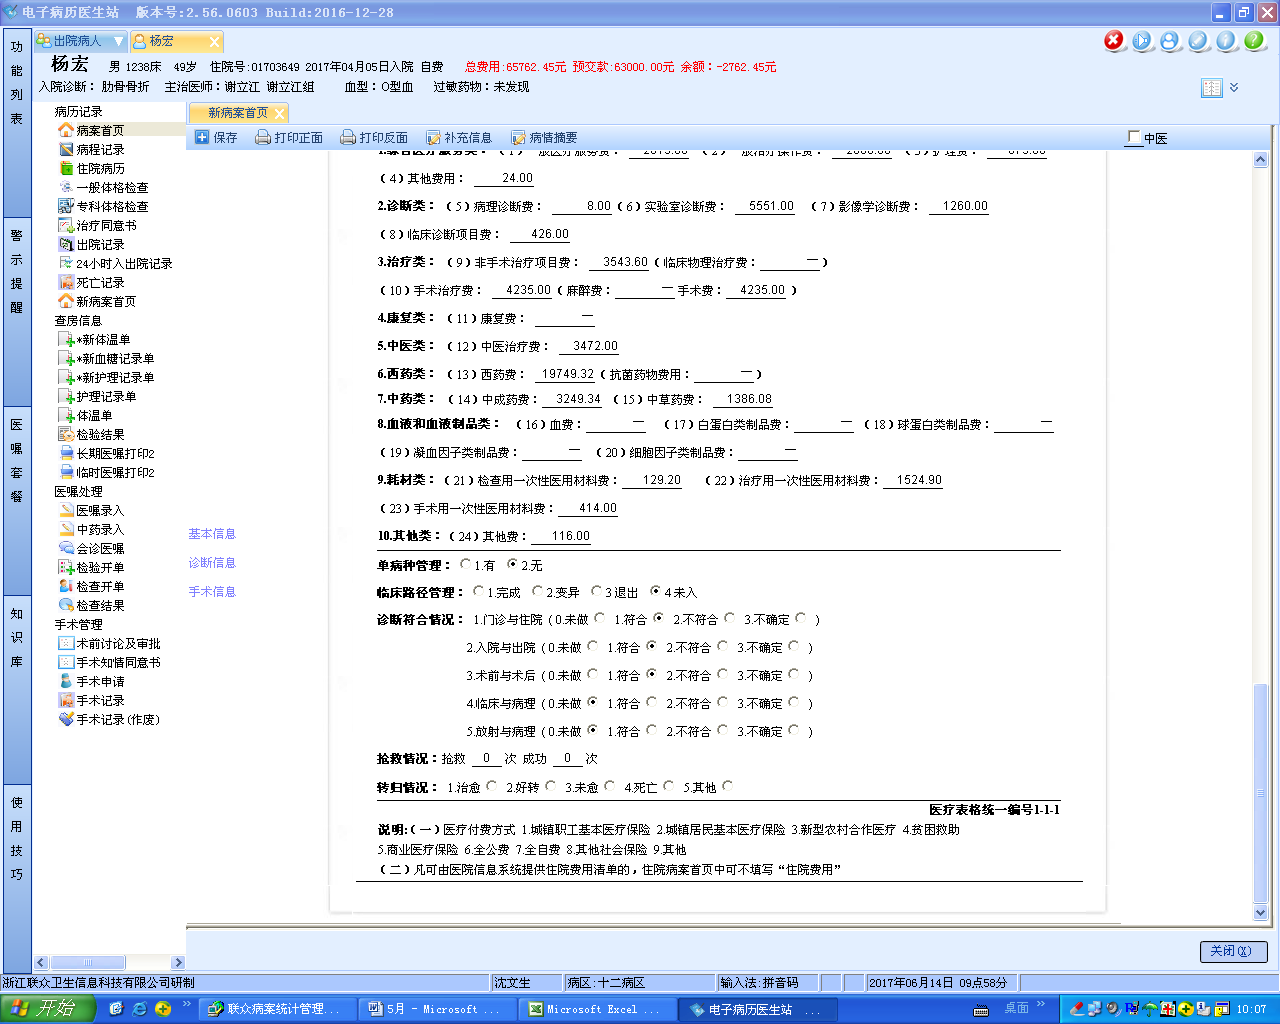 电子病历医生站 版本号:2.56.0603 Build:2016-12-28
出院病人 杨宏
杨宏 男 1238床 49岁 住院号:01703649 2017年04月05日入院 自费 总费用:65762.45元 预交款:63000.00元 余额:-2762.45元
入院诊断: 肋骨骨折 主治医师:谢立江 谢立江组 血型:O型血 过敏药物:未发现
功能列表
警示提醒
医嘱套餐
知识库
使用技巧
病历记录
病案首页
病程记录
住院病历
一般体格检查
专科体格检查
治疗同意书
出院记录
24小时入出院记录
死亡记录
新病案首页
查房信息
*新体温单
*新血糖记录单
*新护理记录单
护理记录单
体温单
检验结果
长期医嘱打印2
临时医嘱打印2
医嘱处理
医嘱录入
中药录入
会诊医嘱
检验开单
检查开单
检查结果
手术管理
术前讨论及审批
手术知情同意书
手术申请
手术记录
手术记录(作废)
新病案首页
保存 打印正面 打印反面 补充信息 病情摘要 中医
基本信息
诊断信息
手术信息
(4)其他费用: 24.00
2.诊断类: (5)病理诊断费: 8.00 (6)实验室诊断费: 5551.00 (7)影像学诊断费: 1260.00
(8)临床诊断项目费: 426.00
3.治疗类: (9)非手术治疗项目费: 3543.60 (临床物理治疗费: — )
(10)手术治疗费: 4235.00 (麻醉费: — 手术费: 4235.00 )
4.康复类: (11)康复费: —
5.中医类: (12)中医治疗费: 3472.00
6.西药类: (13)西药费: 19749.32 (抗菌药物费用: — )
7.中药类: (14)中成药费: 3249.34 (15)中草药费: 1386.08
8.血液和血液制品类: (16)血费: — (17)白蛋白类制品费: — (18)球蛋白类制品费: —
(19)凝血因子类制品费: — (20)细胞因子类制品费: —
9.耗材类: (21)检查用一次性医用材料费: 129.20 (22)治疗用一次性医用材料费: 1524.90
(23)手术用一次性医用材料费: 414.00
10.其他类: (24)其他费: 116.00
单病种管理: 1.有 2.无
临床路径管理: 1.完成 2.变异 3退出 4未入
诊断符合情况: 1.门诊与住院 (0.未做 1.符合 2.不符合 3.不确定 )
2.入院与出院 (0.未做 1.符合 2.不符合 3.不确定 )
3.术前与术后 (0.未做 1.符合 2.不符合 3.不确定 )
4.临床与病理 (0.未做 1.符合 2.不符合 3.不确定 )
5.放射与病理 (0.未做 1.符合 2.不符合 3.不确定 )
抢救情况:抢救 0 次 成功 0 次
转归情况: 1.治愈 2.好转 3.未愈 4.死亡 5.其他
医疗表格统一编号1-1-1
说明:(一)医疗付费方式 1.城镇职工基本医疗保险 2.城镇居民基本医疗保险 3.新型农村合作医疗 4.贫困救助
5.商业医疗保险 6.全公费 7.全自费 8.其他社会保险 9.其他
(二)凡可由医院信息系统提供住院费用清单的,住院病案首页中可不填写“住院费用”
关闭(X)
浙江联众卫生信息科技有限公司研制 沈文生 病区:十二病区 输入法:拼音码 2017年06月14日 09点58分
开始 联众病案统计管理... 5月 - Microsoft ... Microsoft Excel ... 电子病历医生站 ... 桌面 10:07